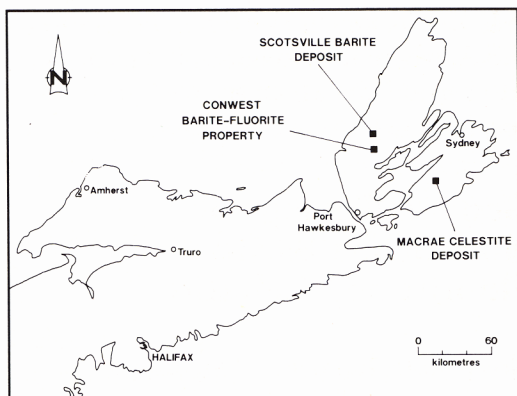 SCOTSVILLE BARITE
DEPOSIT
CONWEST
BARITE-FLUORITE
PROPERTY
N
Sydney
Amherst
Port
Hawkesbury
MACRAE CELESTITE
DEPOSIT
Truro
HALIFAX
0 60
kilometres